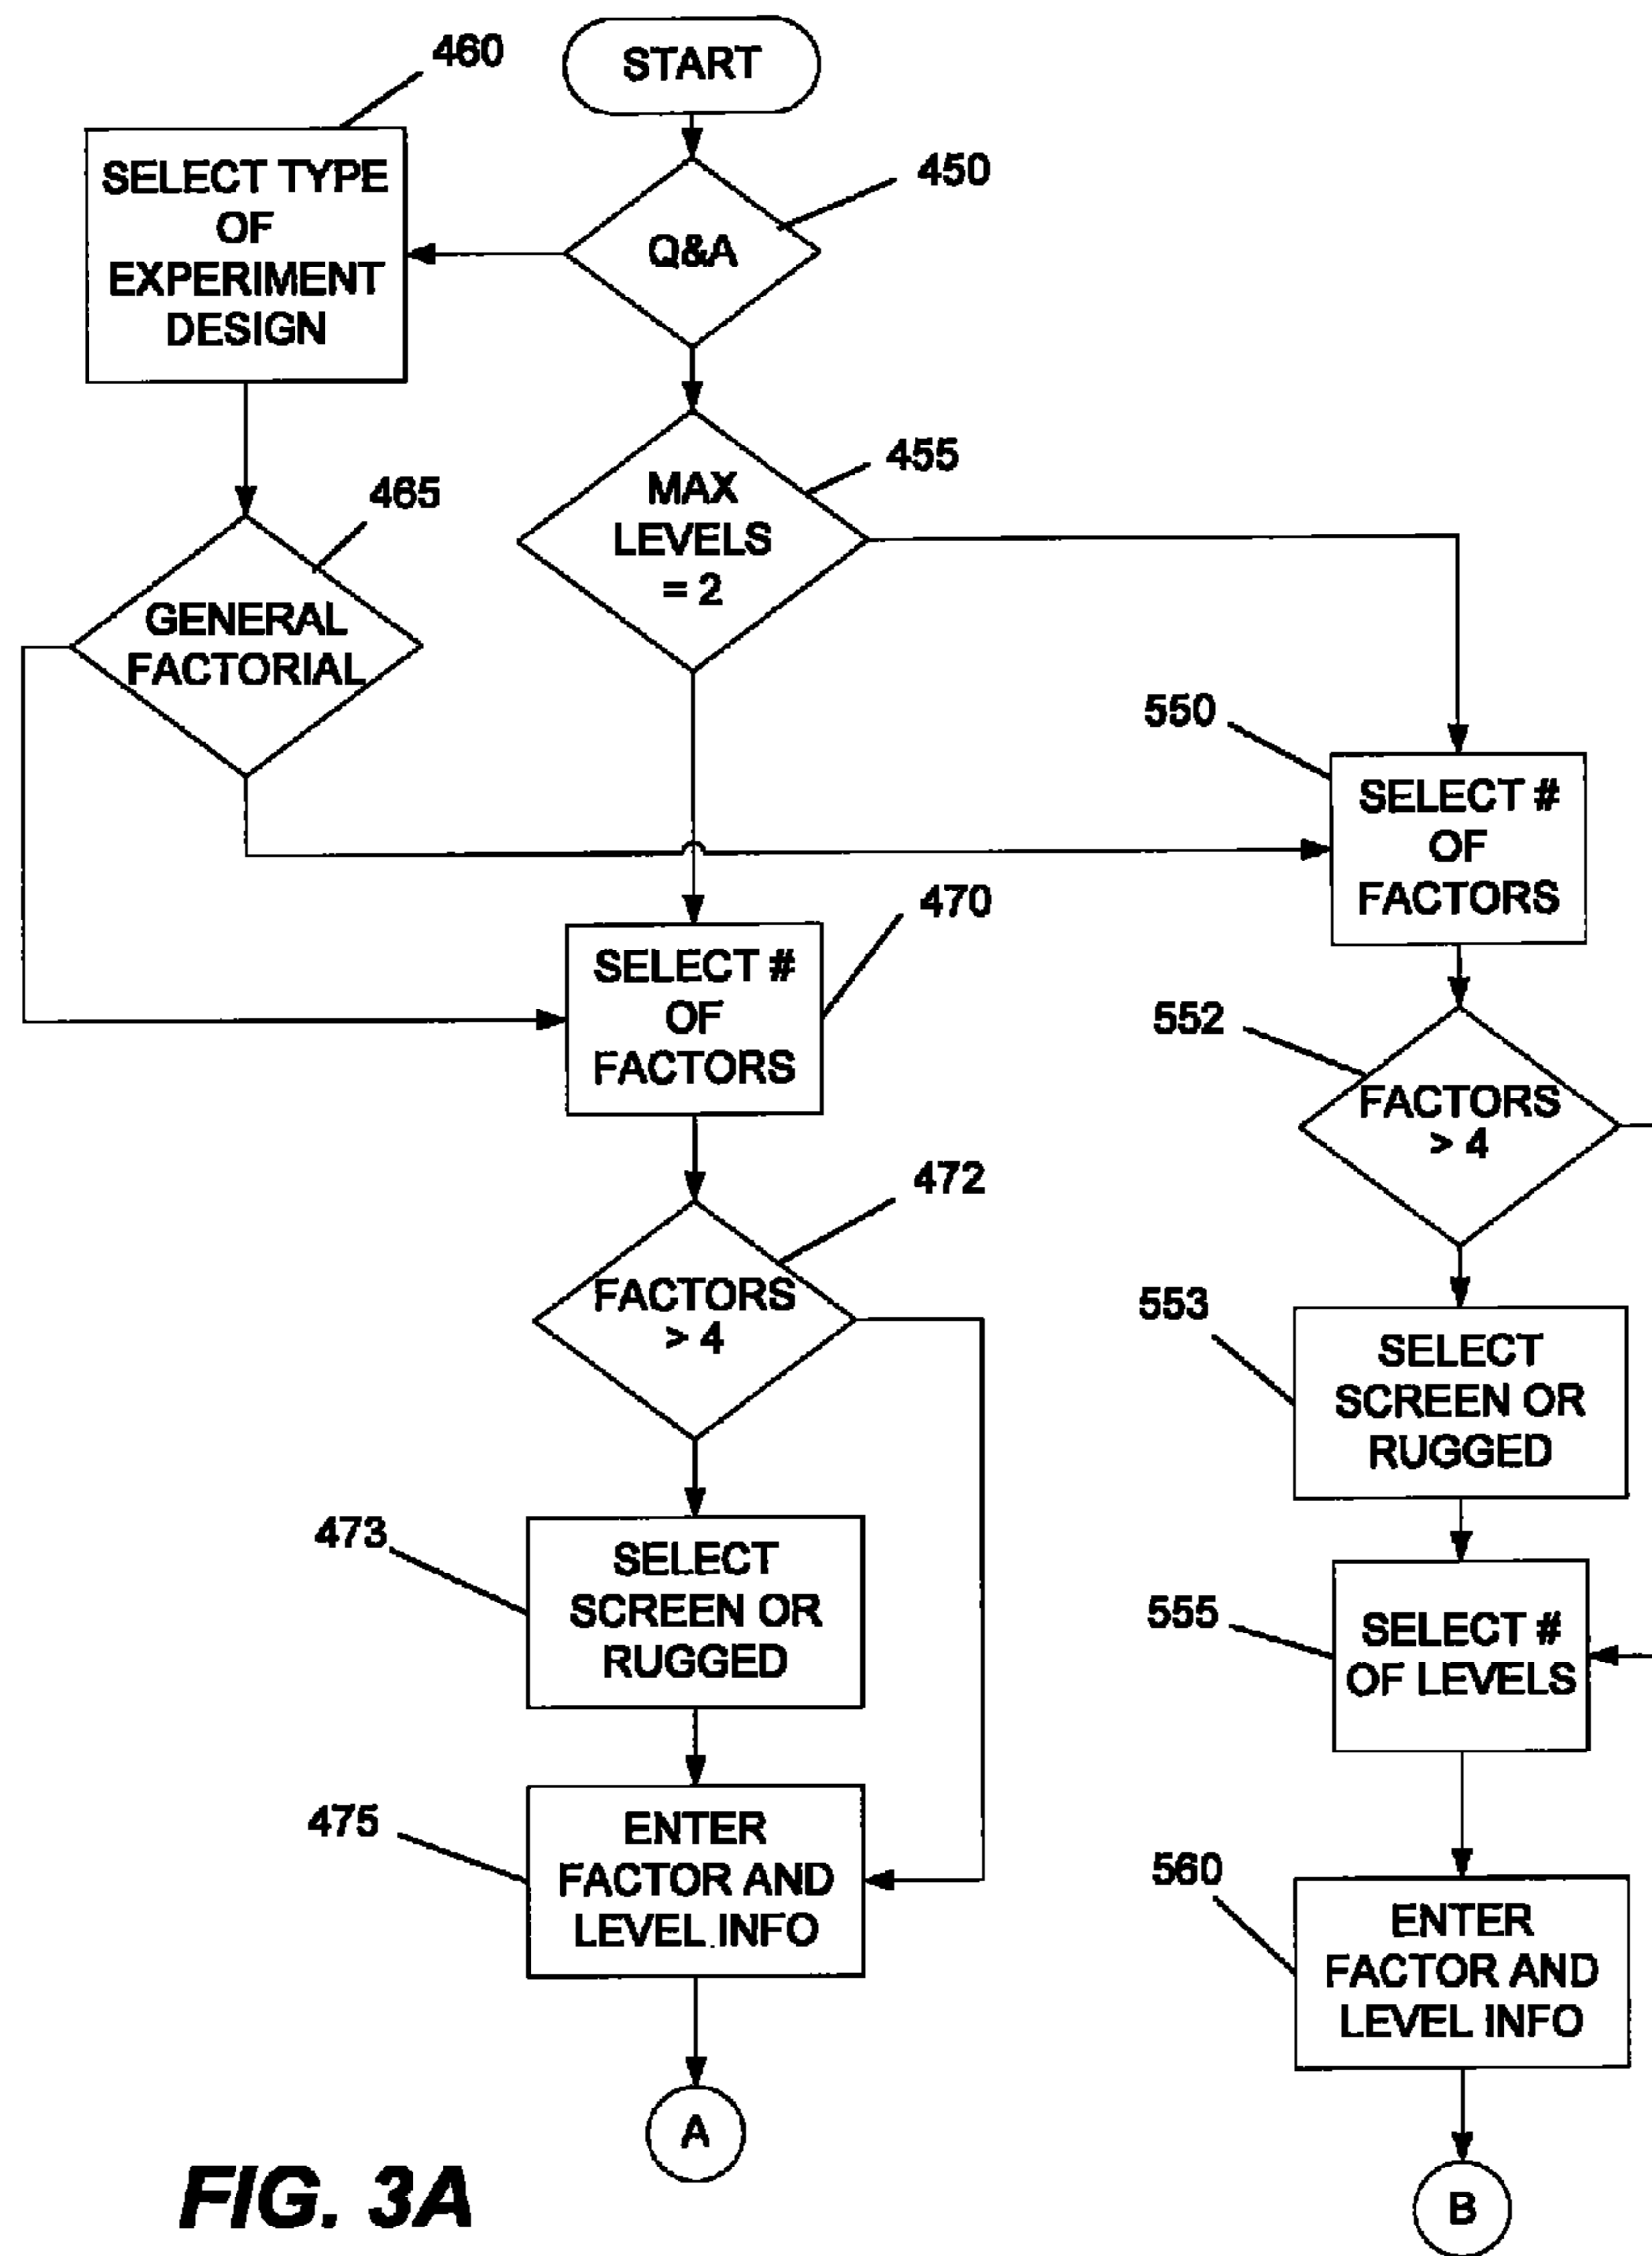 460
START
SELECT TYPE
OF
EXPERIMENT
DESIGN
450
Q&A
455
MAX
LEVELS
= 2
465
GENERAL
FACTORIAL
550
SELECT #
OF
FACTORS
470
SELECT #
OF
FACTORS
552
FACTORS
> 4
472
FACTORS
> 4
553
SELECT
SCREEN OR
RUGGED
473
SELECT
SCREEN OR
RUGGED
555
SELECT #
OF LEVELS
475
ENTER
FACTOR AND
LEVEL INFO
560
ENTER
FACTOR AND
LEVEL INFO
A
B
FIG. 3A